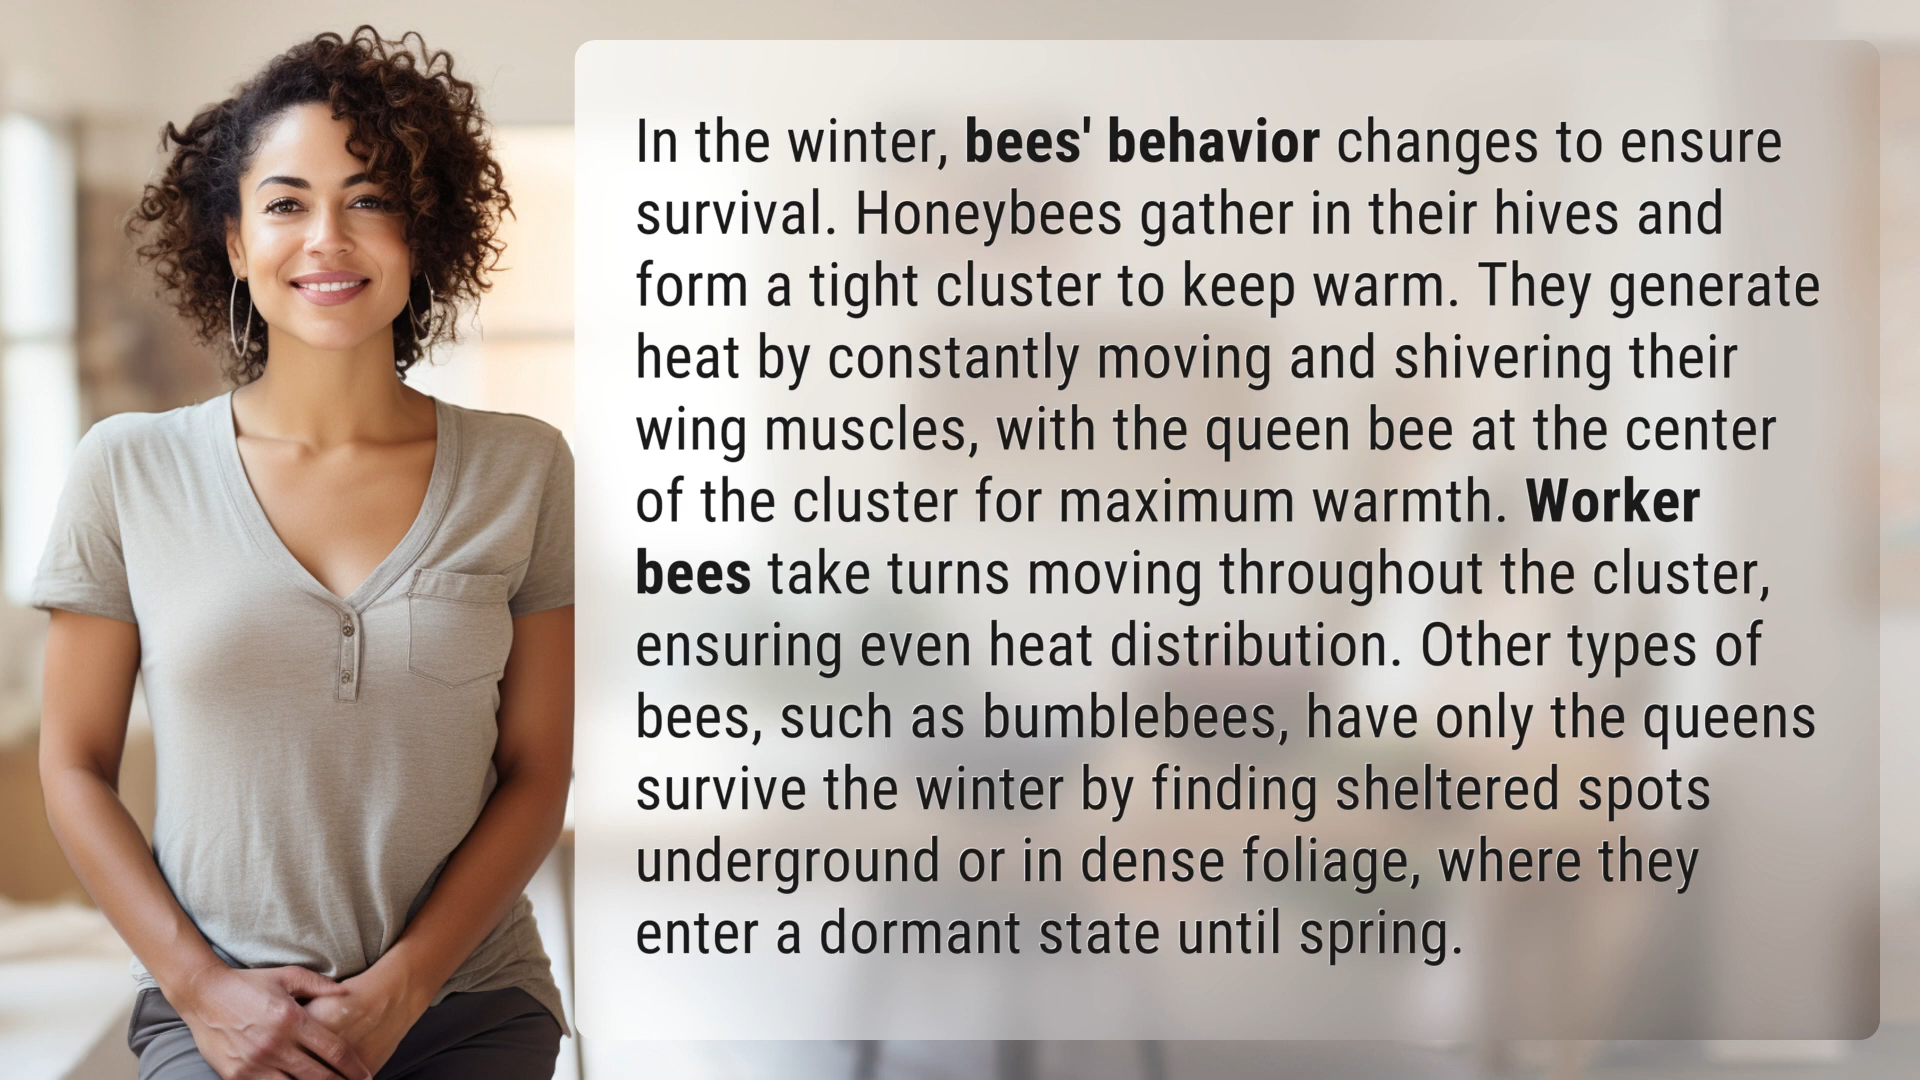 In the winter, bees' behavior changes to ensure
survival. Honeybees gather in their hives and
form a tight cluster to keep warm. They generate
heat by constantly moving and shivering their
wing muscles, with the queen bee at the center
of the cluster for maximum warmth. Worker
bees take turns moving throughout the cluster,
ensuring even heat distribution. Other types of
bees, such as bumblebees, have only the queens
survive the winter by finding sheltered spots
underground or in dense foliage, where they
enter a dormant state until spring.